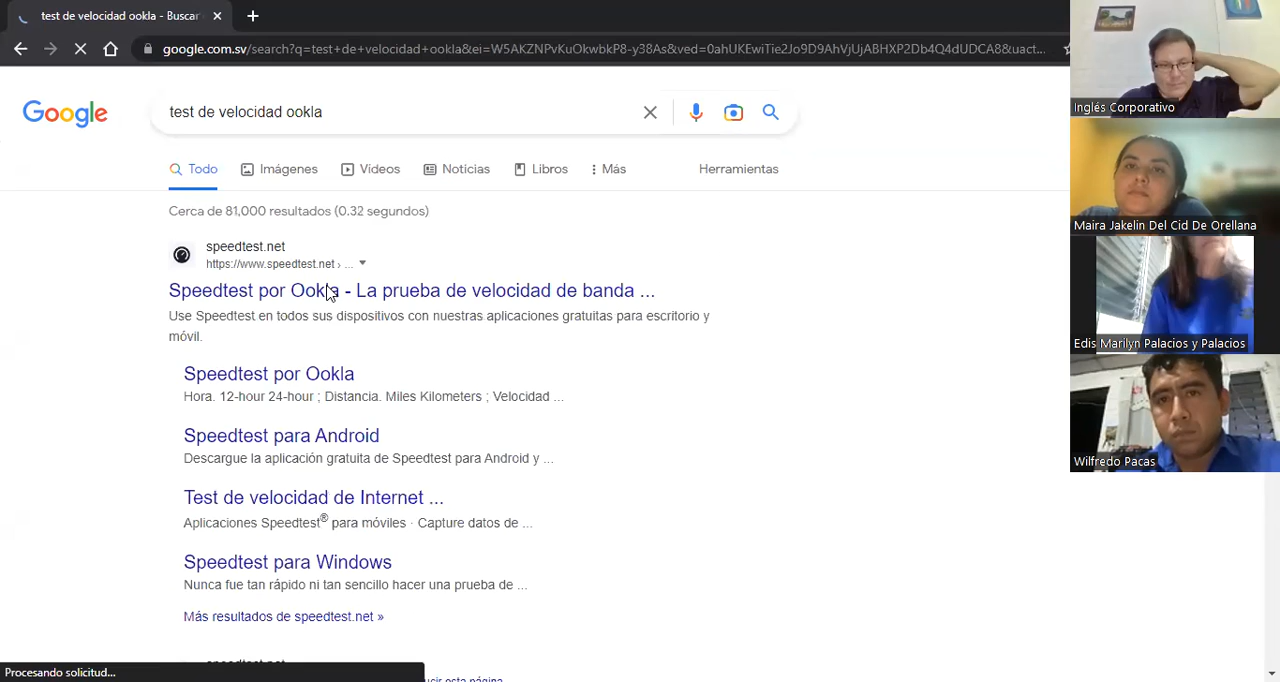 test de velocidad ookla - Buscar
google.com.sv/search?q=test+de+velocidad+ookla&ei=W5AKZNPvKuOkwbkP8-y38As&ved=0ahUKEwiTie2Jo9D9AhVjUjABHXP2Db4Q4dUDCA8&uact...
Google
test de velocidad ookla
Todo
Imágenes
Vídeos
Noticias
Libros
Más
Herramientas
Cerca de 81,000 resultados (0.32 segundos)
speedtest.net
https://www.speedtest.net › ...
Speedtest por Ookla - La prueba de velocidad de banda ...
Use Speedtest en todos sus dispositivos con nuestras aplicaciones gratuitas para escritorio y
móvil.
Speedtest por Ookla
Hora. 12-hour 24-hour ; Distancia. Miles Kilometers ; Velocidad ...
Speedtest para Android
Descargue la aplicación gratuita de Speedtest para Android y ...
Test de velocidad de Internet ...
Aplicaciones Speedtest® para móviles · Capture datos de ...
Speedtest para Windows
Nunca fue tan rápido ni tan sencillo hacer una prueba de ...
Más resultados de speedtest.net »
Procesando solicitud...
Inglés Corporativo
Maira Jakelin Del Cid De Orellana
Edis Marilyn Palacios y Palacios
Wilfredo Pacas